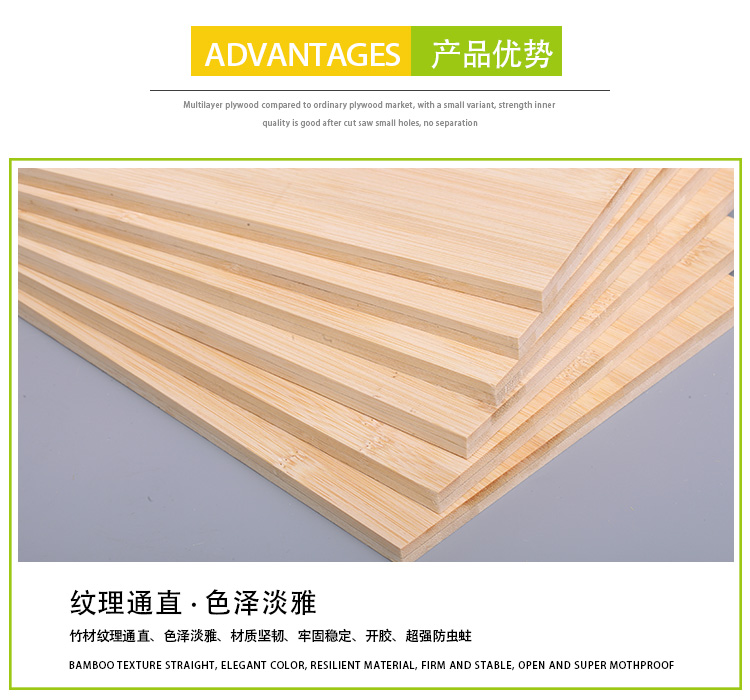 ADVANTAGES 产品优势
Multilayer plywood compared to ordinary plywood market, with a small variant, strength inner
quality is good after cut saw small holes, no separation
纹理通直·色泽淡雅
竹材纹理通直、色泽淡雅、材质坚韧、牢固稳定、开胶、超强防虫蛀
BAMBOO TEXTURE STRAIGHT, ELEGANT COLOR, RESILIENT MATERIAL, FIRM AND STABLE, OPEN AND SUPER MOTHPROOF